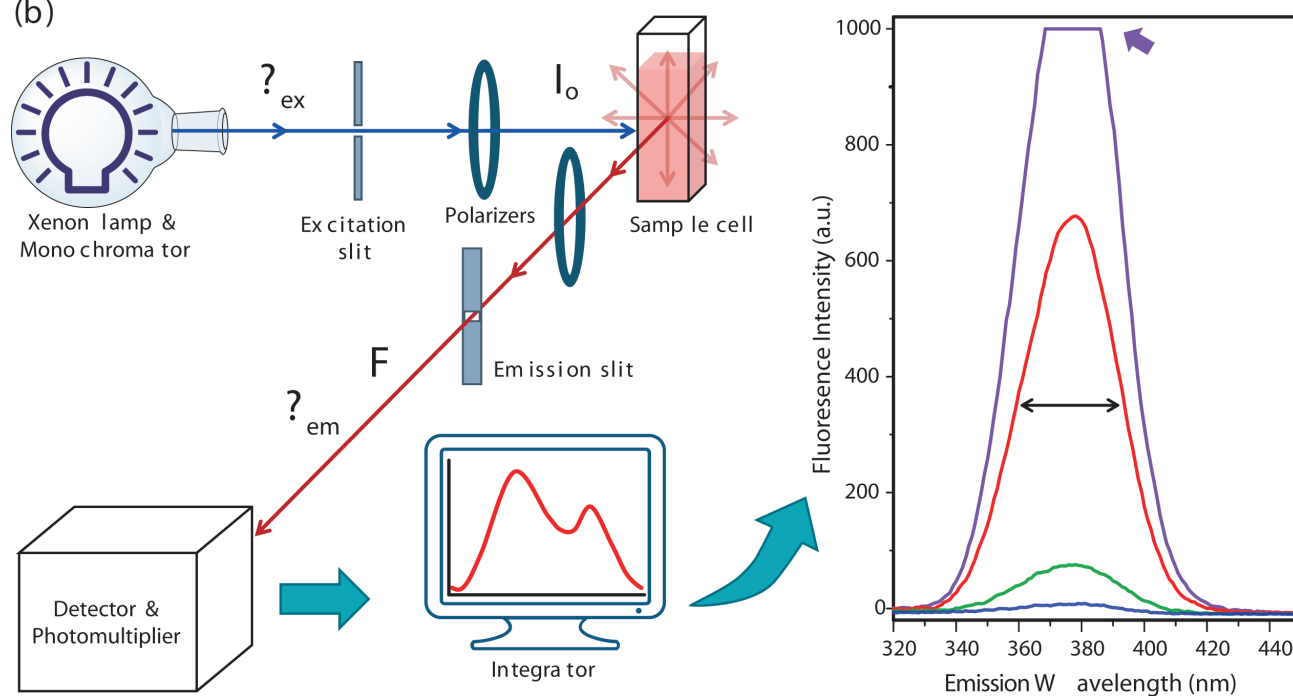 (b)
?ex
Io
Xenon lamp &
Mono chroma tor
Ex citation
slit
Polarizers
Samp le cell
Em ission slit
F
?em
Detector &
Photomultiplier
Integra tor
Fluoresence Intensity (a.u.)
1000
800
600
400
200
0
320 340 360 380 400 420 440
Emission W avelength (nm)